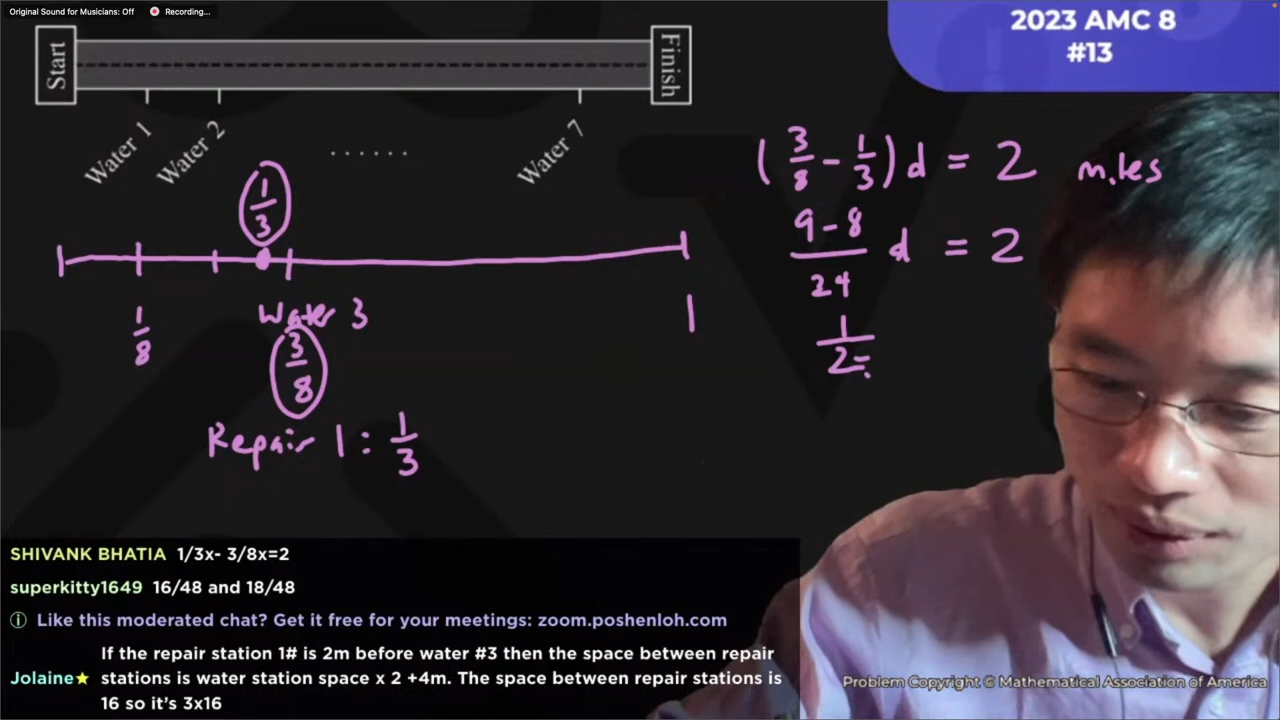 Original Sound for Musicians: Off
Recording...
2023 AMC 8
#13
Start
Finish
Water 1
Water 2
......
Water 7
1/3
(3/8 - 1/3) d = 2 miles
9-8/24 d = 2
1/8
Water 3
3/8
1
1/2
Repair 1: 1/3
SHIVANK BHATIA 1/3x- 3/8x=2
superkitty1649 16/48 and 18/48
Like this moderated chat? Get it free for your meetings: zoom.poshenloh.com
If the repair station 1# is 2m before water #3 then the space between repair
Jolaine★ stations is water station space x 2 +4m. The space between repair stations is
16 so it's 3x16
Problem Copyright © Mathematical Association of America